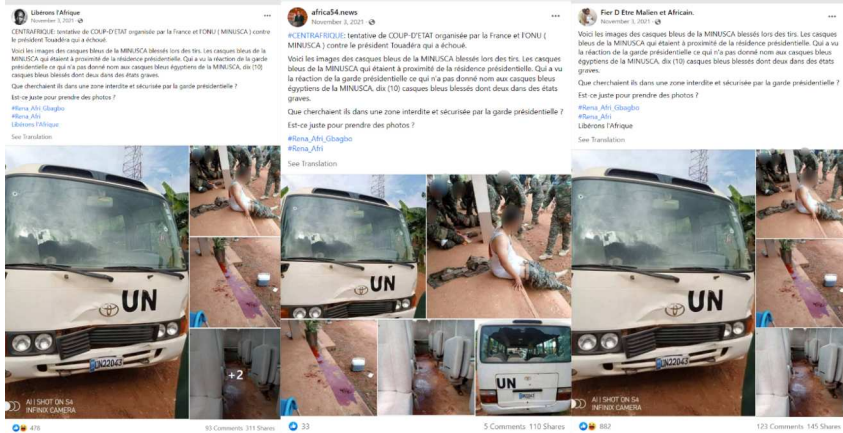 Libérons l'Afrique
November 3, 2021 ·
CENTRAFRIQUE: tentative de COUP-D'ETAT organisée par la France et l'ONU ( MINUSCA ) contre
le président Touadéra qui a échoué.
Voici les images des casques bleus de la MINUSCA blessés lors des tirs. Les casques bleus de la
MINUSCA qui étaient à proximité de la résidence présidentielle. Qui a vu la réaction de la garde
présidentielle ce qui n'a pas donné nom aux casques bleus égyptiens de la MINUSCA, dix (10)
casques bleus blessés dont deux dans des états graves.
Que cherchaient ils dans une zone interdite et sécurisée par la garde présidentielle ?
Est-ce juste pour prendre des photos ?
#Rena_Afri_Gbagbo
#Rena_Afri
Libérons l'Afrique
See Translation
UN
UN22043
AI | SHOT ON S4
INFINIX CAMERA
+2
476
93 Comments 311 Shares
africa54.news
November 3, 2021 ·
#CENTRAFRIQUE: tentative de COUP-D'ETAT organisée par la France et l'ONU (
MINUSCA ) contre le président Touadéra qui a échoué.
Voici les images des casques bleus de la MINUSCA blessés lors des tirs. Les casques
bleus de la MINUSCA qui étaient à proximité de la résidence présidentielle. Qui a vu
la réaction de la garde présidentielle ce qui n'a pas donné nom aux casques bleus
égyptiens de la MINUSCA, dix (10) casques bleus blessés dont deux dans des états
graves.
Que cherchaient ils dans une zone interdite et sécurisée par la garde présidentielle ?
Est-ce juste pour prendre des photos ?
#Rena_Afri_Gbagbo
#Rena_Afri
See Translation
UN
UN
33
5 Comments 110 Shares
Fier D Etre Malien et Africain.
November 3, 2021 ·
Voici les images des casques bleus de la MINUSCA blessés lors des tirs. Les casques
bleus de la MINUSCA qui étaient à proximité de la résidence présidentielle. Qui a vu
la réaction de la garde présidentielle ce qui n'a pas donné nom aux casques bleus
égyptiens de la MINUSCA, dix (10) casques bleus blessés dont deux dans des états
graves.
Que cherchaient ils dans une zone interdite et sécurisée par la garde présidentielle ?
Est-ce juste pour prendre des photos ?
#Rena_Afri_Gbagbo
#Rena_Afri
Libérons l'Afrique
See Translation
UN
UN22043
AI | SHOT ON S4
INFINIX CAMERA
882
123 Comments 145 Shares